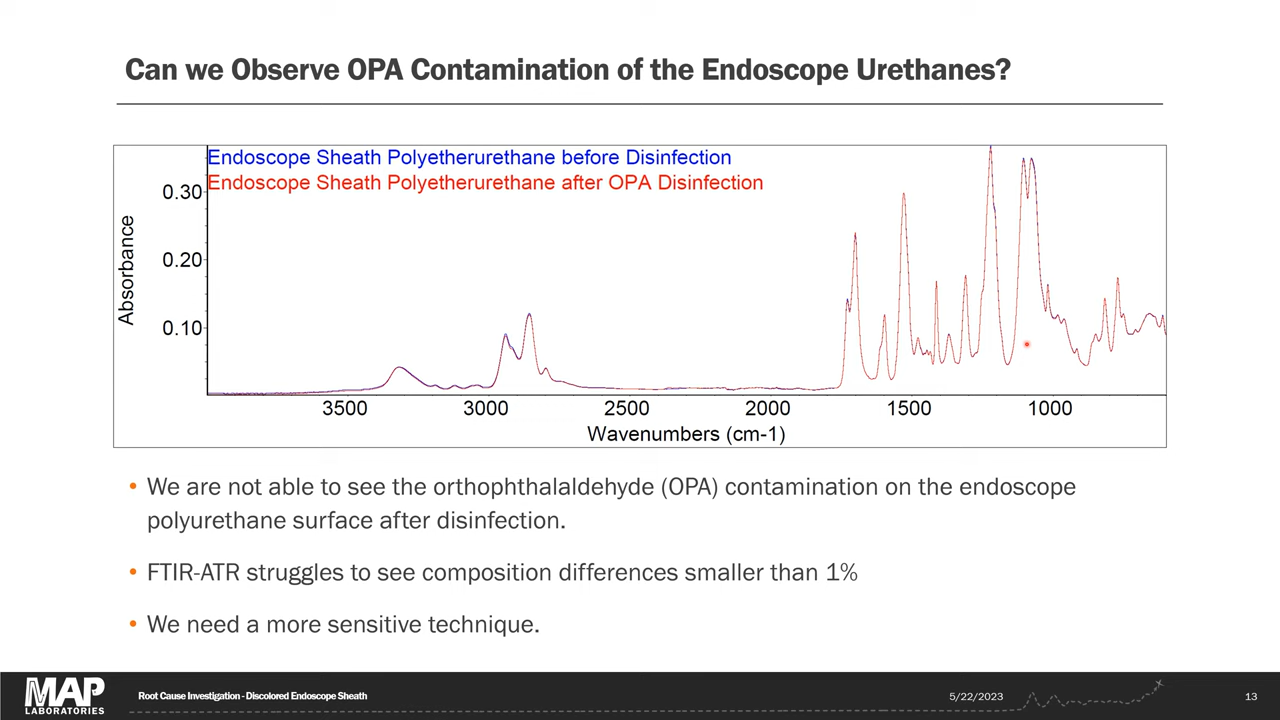 Can we Observe OPA Contamination of the Endoscope Urethanes?
Endoscope Sheath Polyetherurethane before Disinfection
Endoscope Sheath Polyetherurethane after OPA Disinfection
0.30
0.20
0.10
Absorbance
3500 3000 2500 2000 1500 1000
Wavenumbers (cm-1)
• We are not able to see the orthophthalaldehyde (OPA) contamination on the endoscope
polyurethane surface after disinfection.
• FTIR-ATR struggles to see composition differences smaller than 1%
• We need a more sensitive technique.
MAP
LABORATORIES
Root Cause Investigation - Discolored Endoscope Sheath
5/22/2023
13